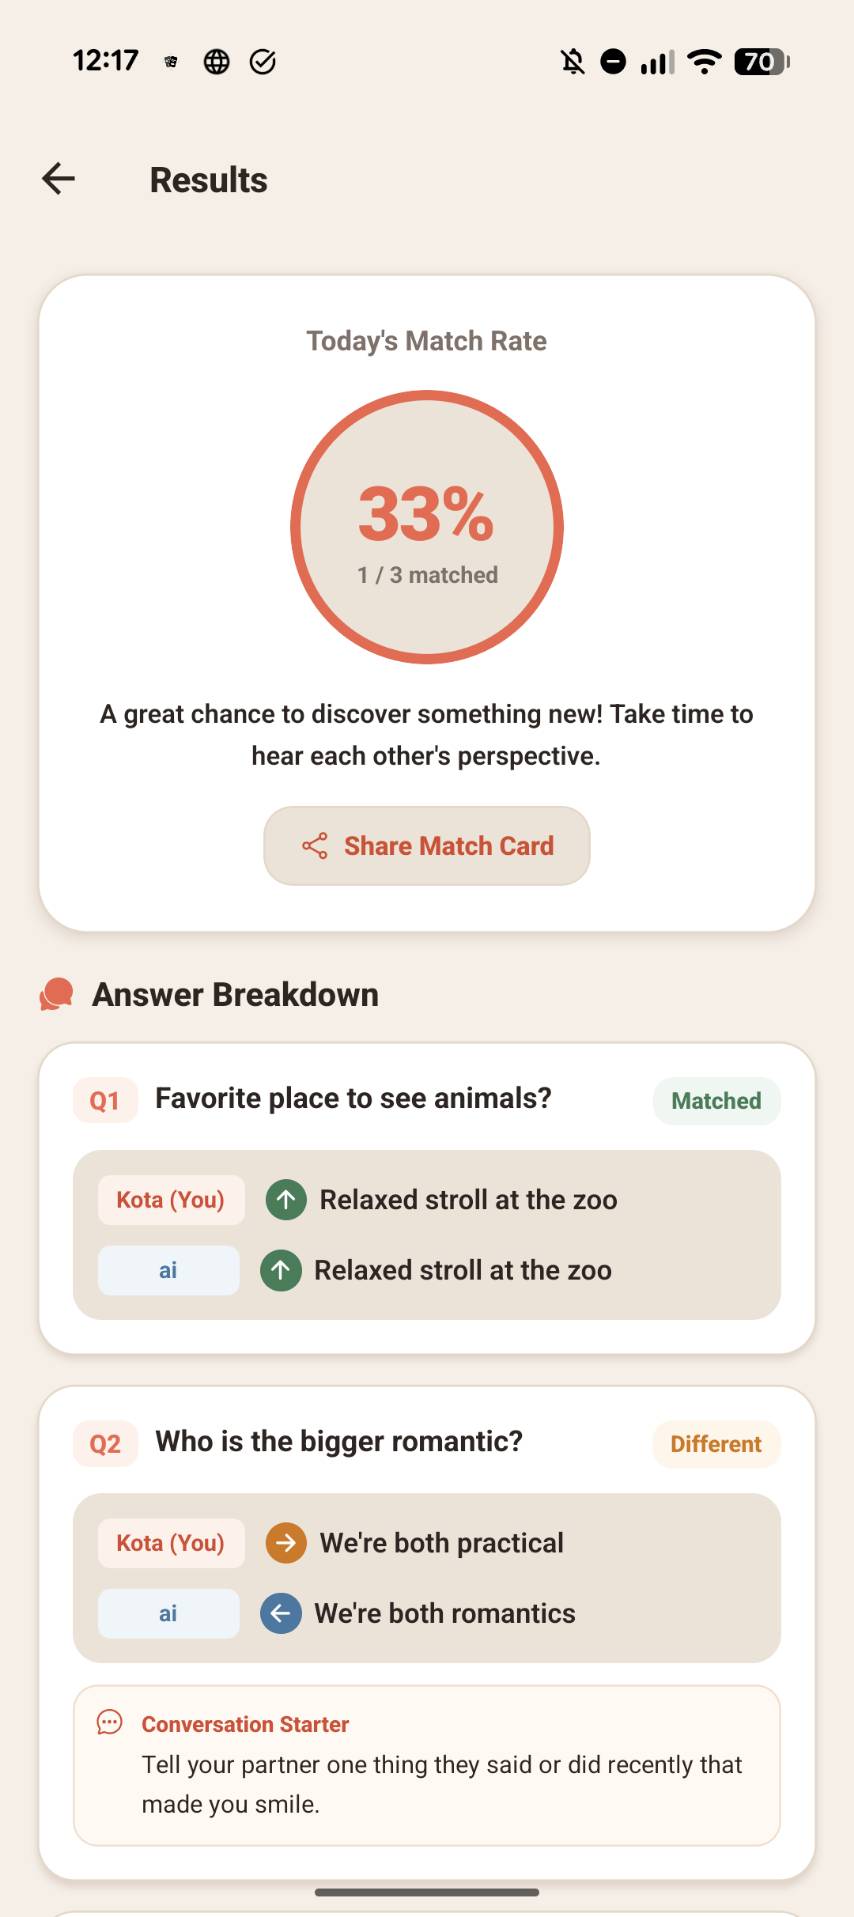 12:17
70
Results
Today's Match Rate
33%
1 / 3 matched
A great chance to discover something new! Take time to
hear each other's perspective.
Share Match Card
Answer Breakdown
Q1 Favorite place to see animals? Matched
Kota (You) Relaxed stroll at the zoo
ai Relaxed stroll at the zoo
Q2 Who is the bigger romantic? Different
Kota (You) We're both practical
ai We're both romantics
Conversation Starter
Tell your partner one thing they said or did recently that
made you smile.